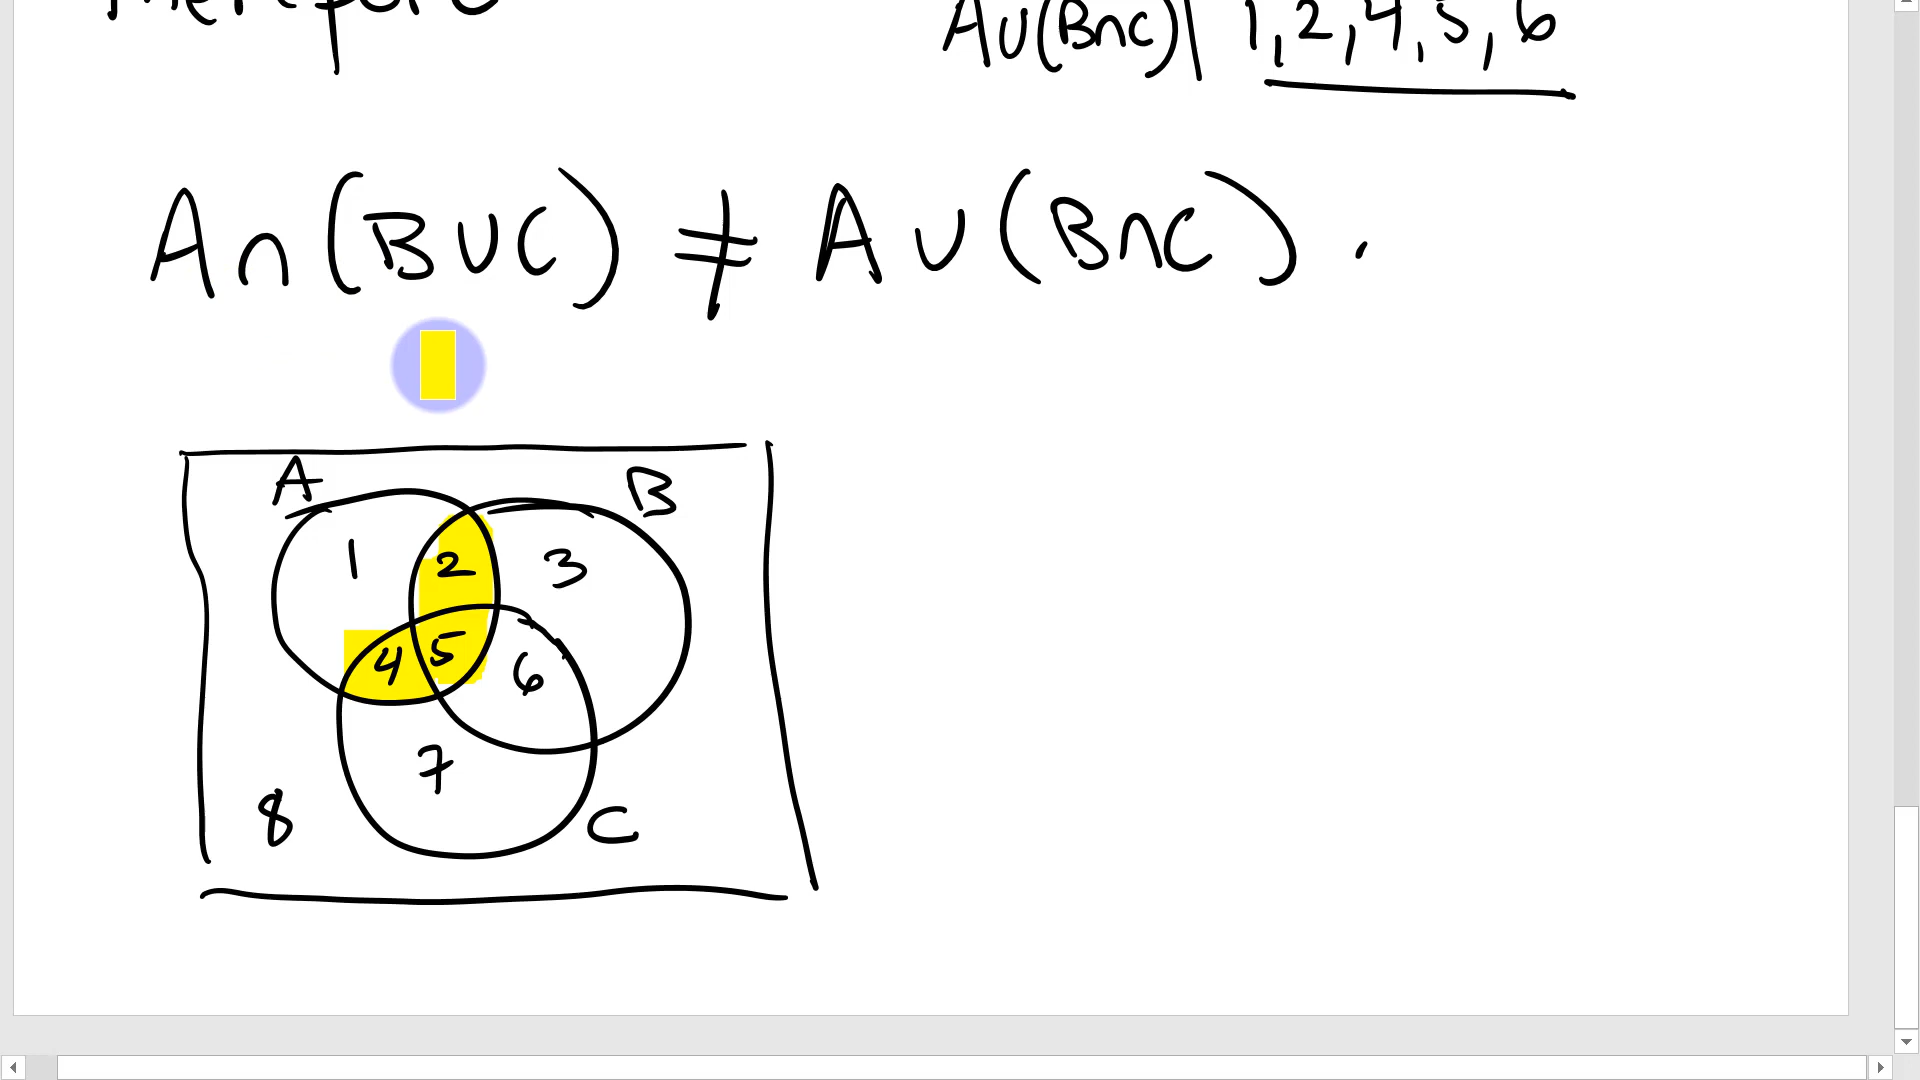 A∪(B∩C) | 1, 2, 4, 5, 6
A∩(B∪C) ≠ A∪(B∩C).
A B
1 2 3
4 5 6
7
8 C